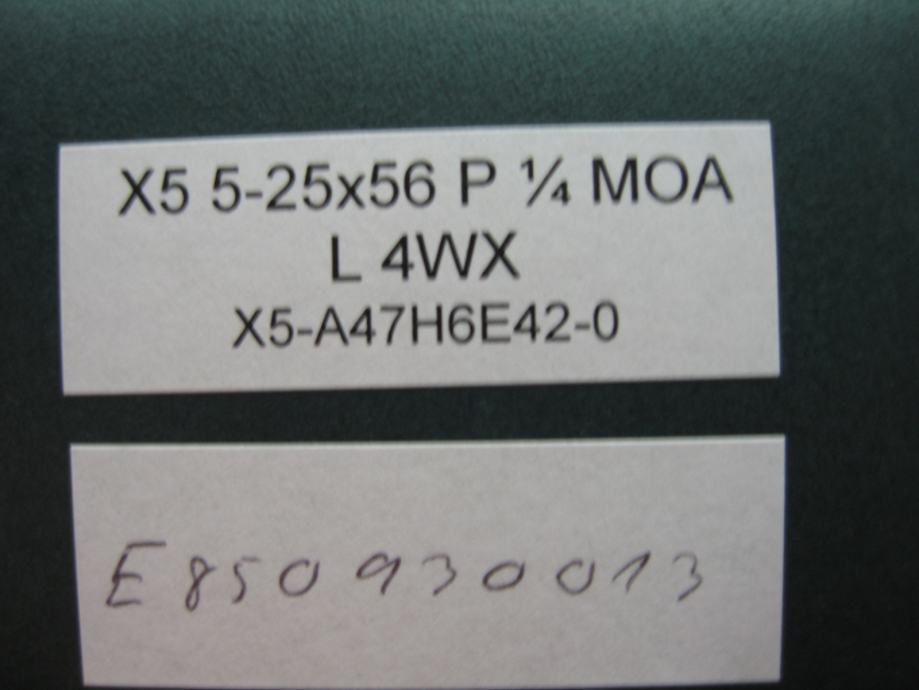 X5 5-25x56 P ¼ MOA
L 4WX
X5-A47H6E42-0
E850930013